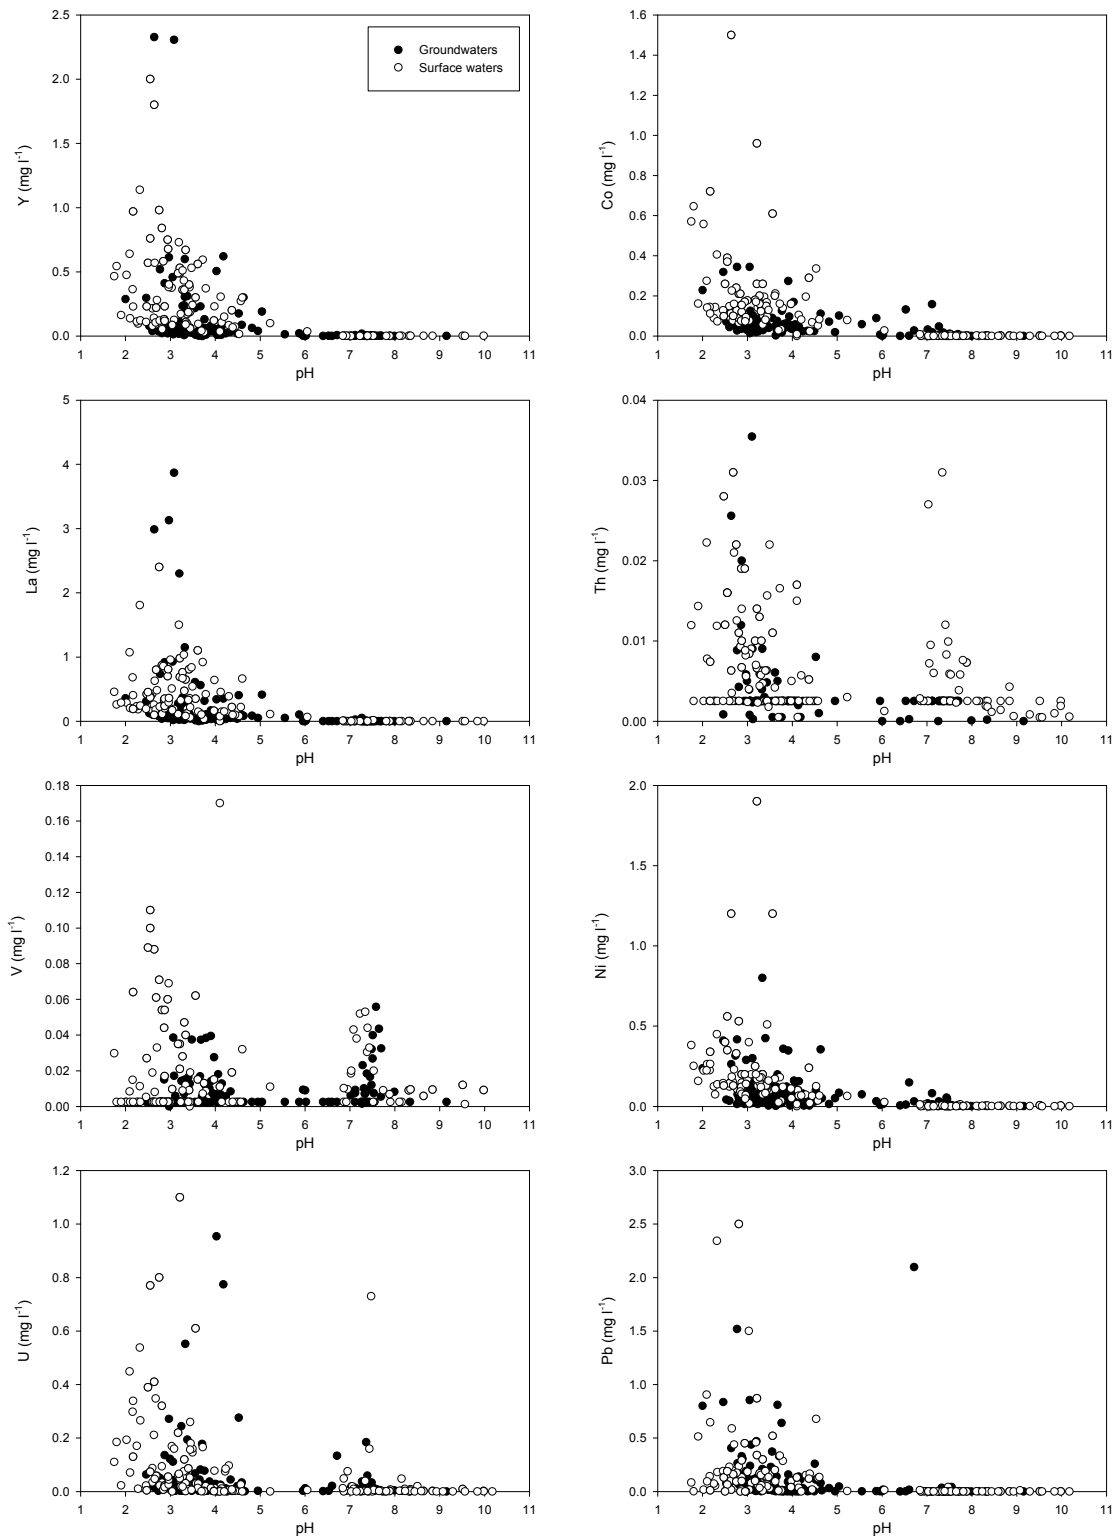 2.5
2.0
1.5
1.0
0.5
0.0
Y (mg l⁻¹)
Groundwaters
Surface waters
1 2 3 4 5 6 7 8 9 10 11
pH
1.6
1.4
1.2
1.0
0.8
0.6
0.4
0.2
0.0
Co (mg l⁻¹)
1 2 3 4 5 6 7 8 9 10 11
pH
5
4
3
2
1
0
La (mg l⁻¹)
1 2 3 4 5 6 7 8 9 10 11
pH
0.04
0.03
0.02
0.01
0.00
Th (mg l⁻¹)
1 2 3 4 5 6 7 8 9 10 11
pH
0.18
0.16
0.14
0.12
0.10
0.08
0.06
0.04
0.02
0.00
V (mg l⁻¹)
1 2 3 4 5 6 7 8 9 10 11
pH
2.0
1.5
1.0
0.5
0.0
Ni (mg l⁻¹)
1 2 3 4 5 6 7 8 9 10 11
pH
1.2
1.0
0.8
0.6
0.4
0.2
0.0
U (mg l⁻¹)
1 2 3 4 5 6 7 8 9 10 11
pH
3.0
2.5
2.0
1.5
1.0
0.5
0.0
Pb (mg l⁻¹)
1 2 3 4 5 6 7 8 9 10 11
pH